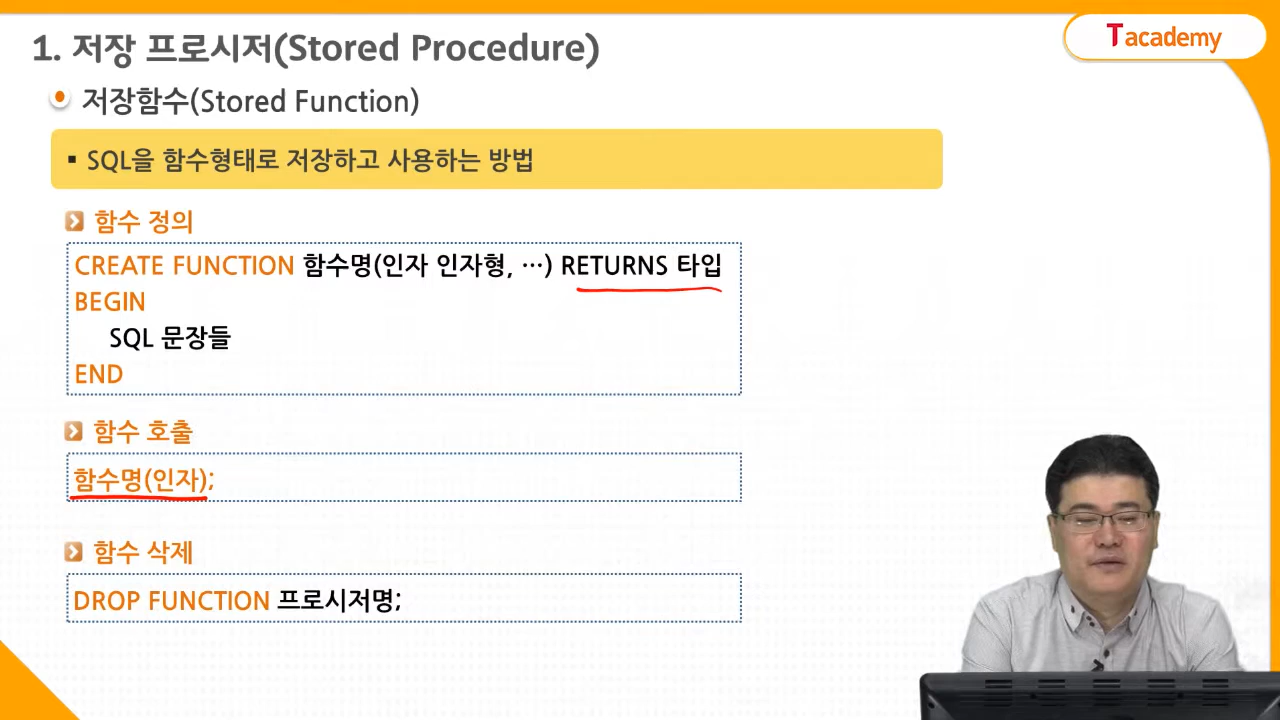 1. 저장 프로시저(Stored Procedure)
Tacademy
저장함수(Stored Function)
▪ SQL을 함수형태로 저장하고 사용하는 방법
함수 정의
CREATE FUNCTION 함수명(인자 인자형, …) RETURNS 타입
BEGIN
SQL 문장들
END
함수 호출
함수명(인자);
함수 삭제
DROP FUNCTION 프로시저명;